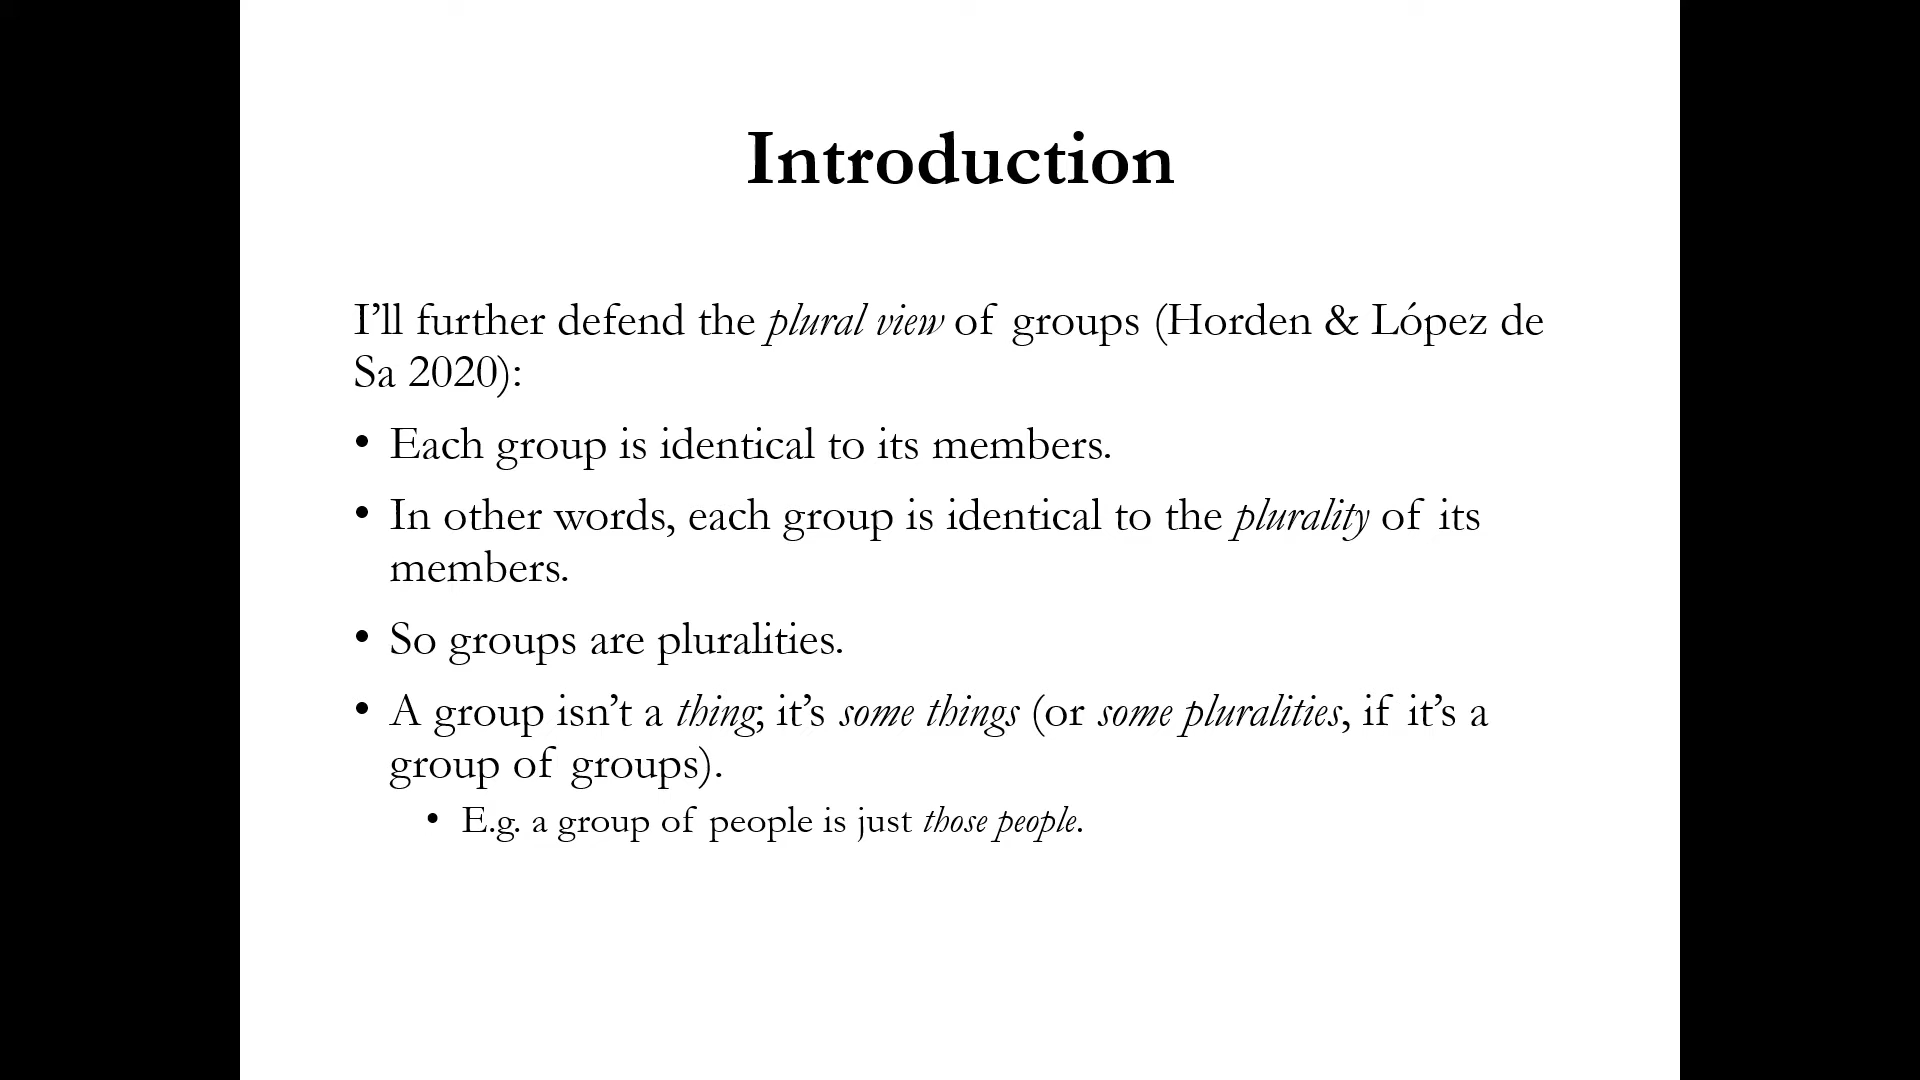 Introduction
I’ll further defend the plural view of groups (Horden & López de
Sa 2020):
• Each group is identical to its members.
• In other words, each group is identical to the plurality of its
members.
• So groups are pluralities.
• A group isn’t a thing; it’s some things (or some pluralities, if it’s a
group of groups).
• E.g. a group of people is just those people.